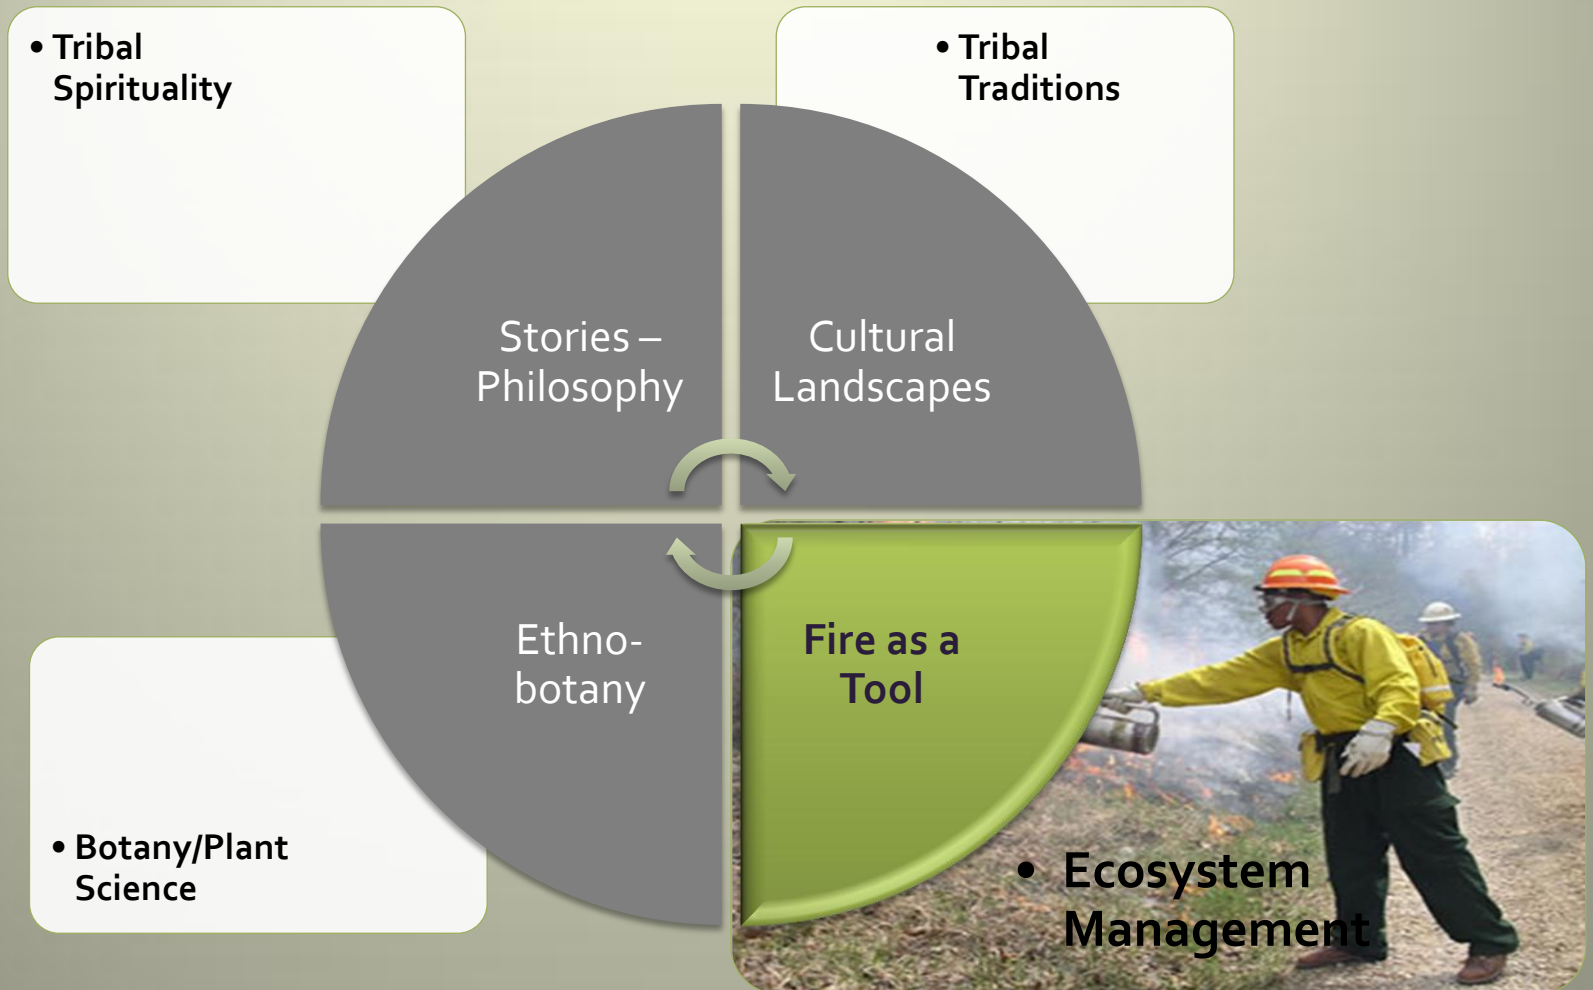 • Tribal
Spirituality
• Tribal
Traditions
Stories –
Philosophy
Cultural
Landscapes
Ethno-
botany
Fire as a
Tool
• Botany/Plant
Science
• Ecosystem
Management